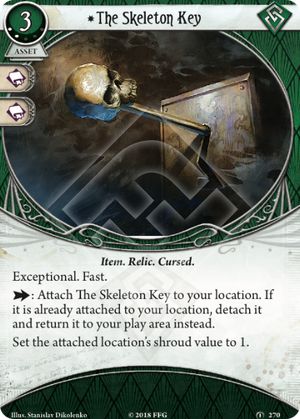 3
✷The Skeleton Key
ASSET
Item. Relic. Cursed.
Exceptional. Fast.
: Attach The Skeleton Key to your location. If
it is already attached to your location, detach it
and return it to your play area instead.
Set the attached location's shroud value to 1.
Illus. Stanislav Dikolenko
© 2018 FFG
270